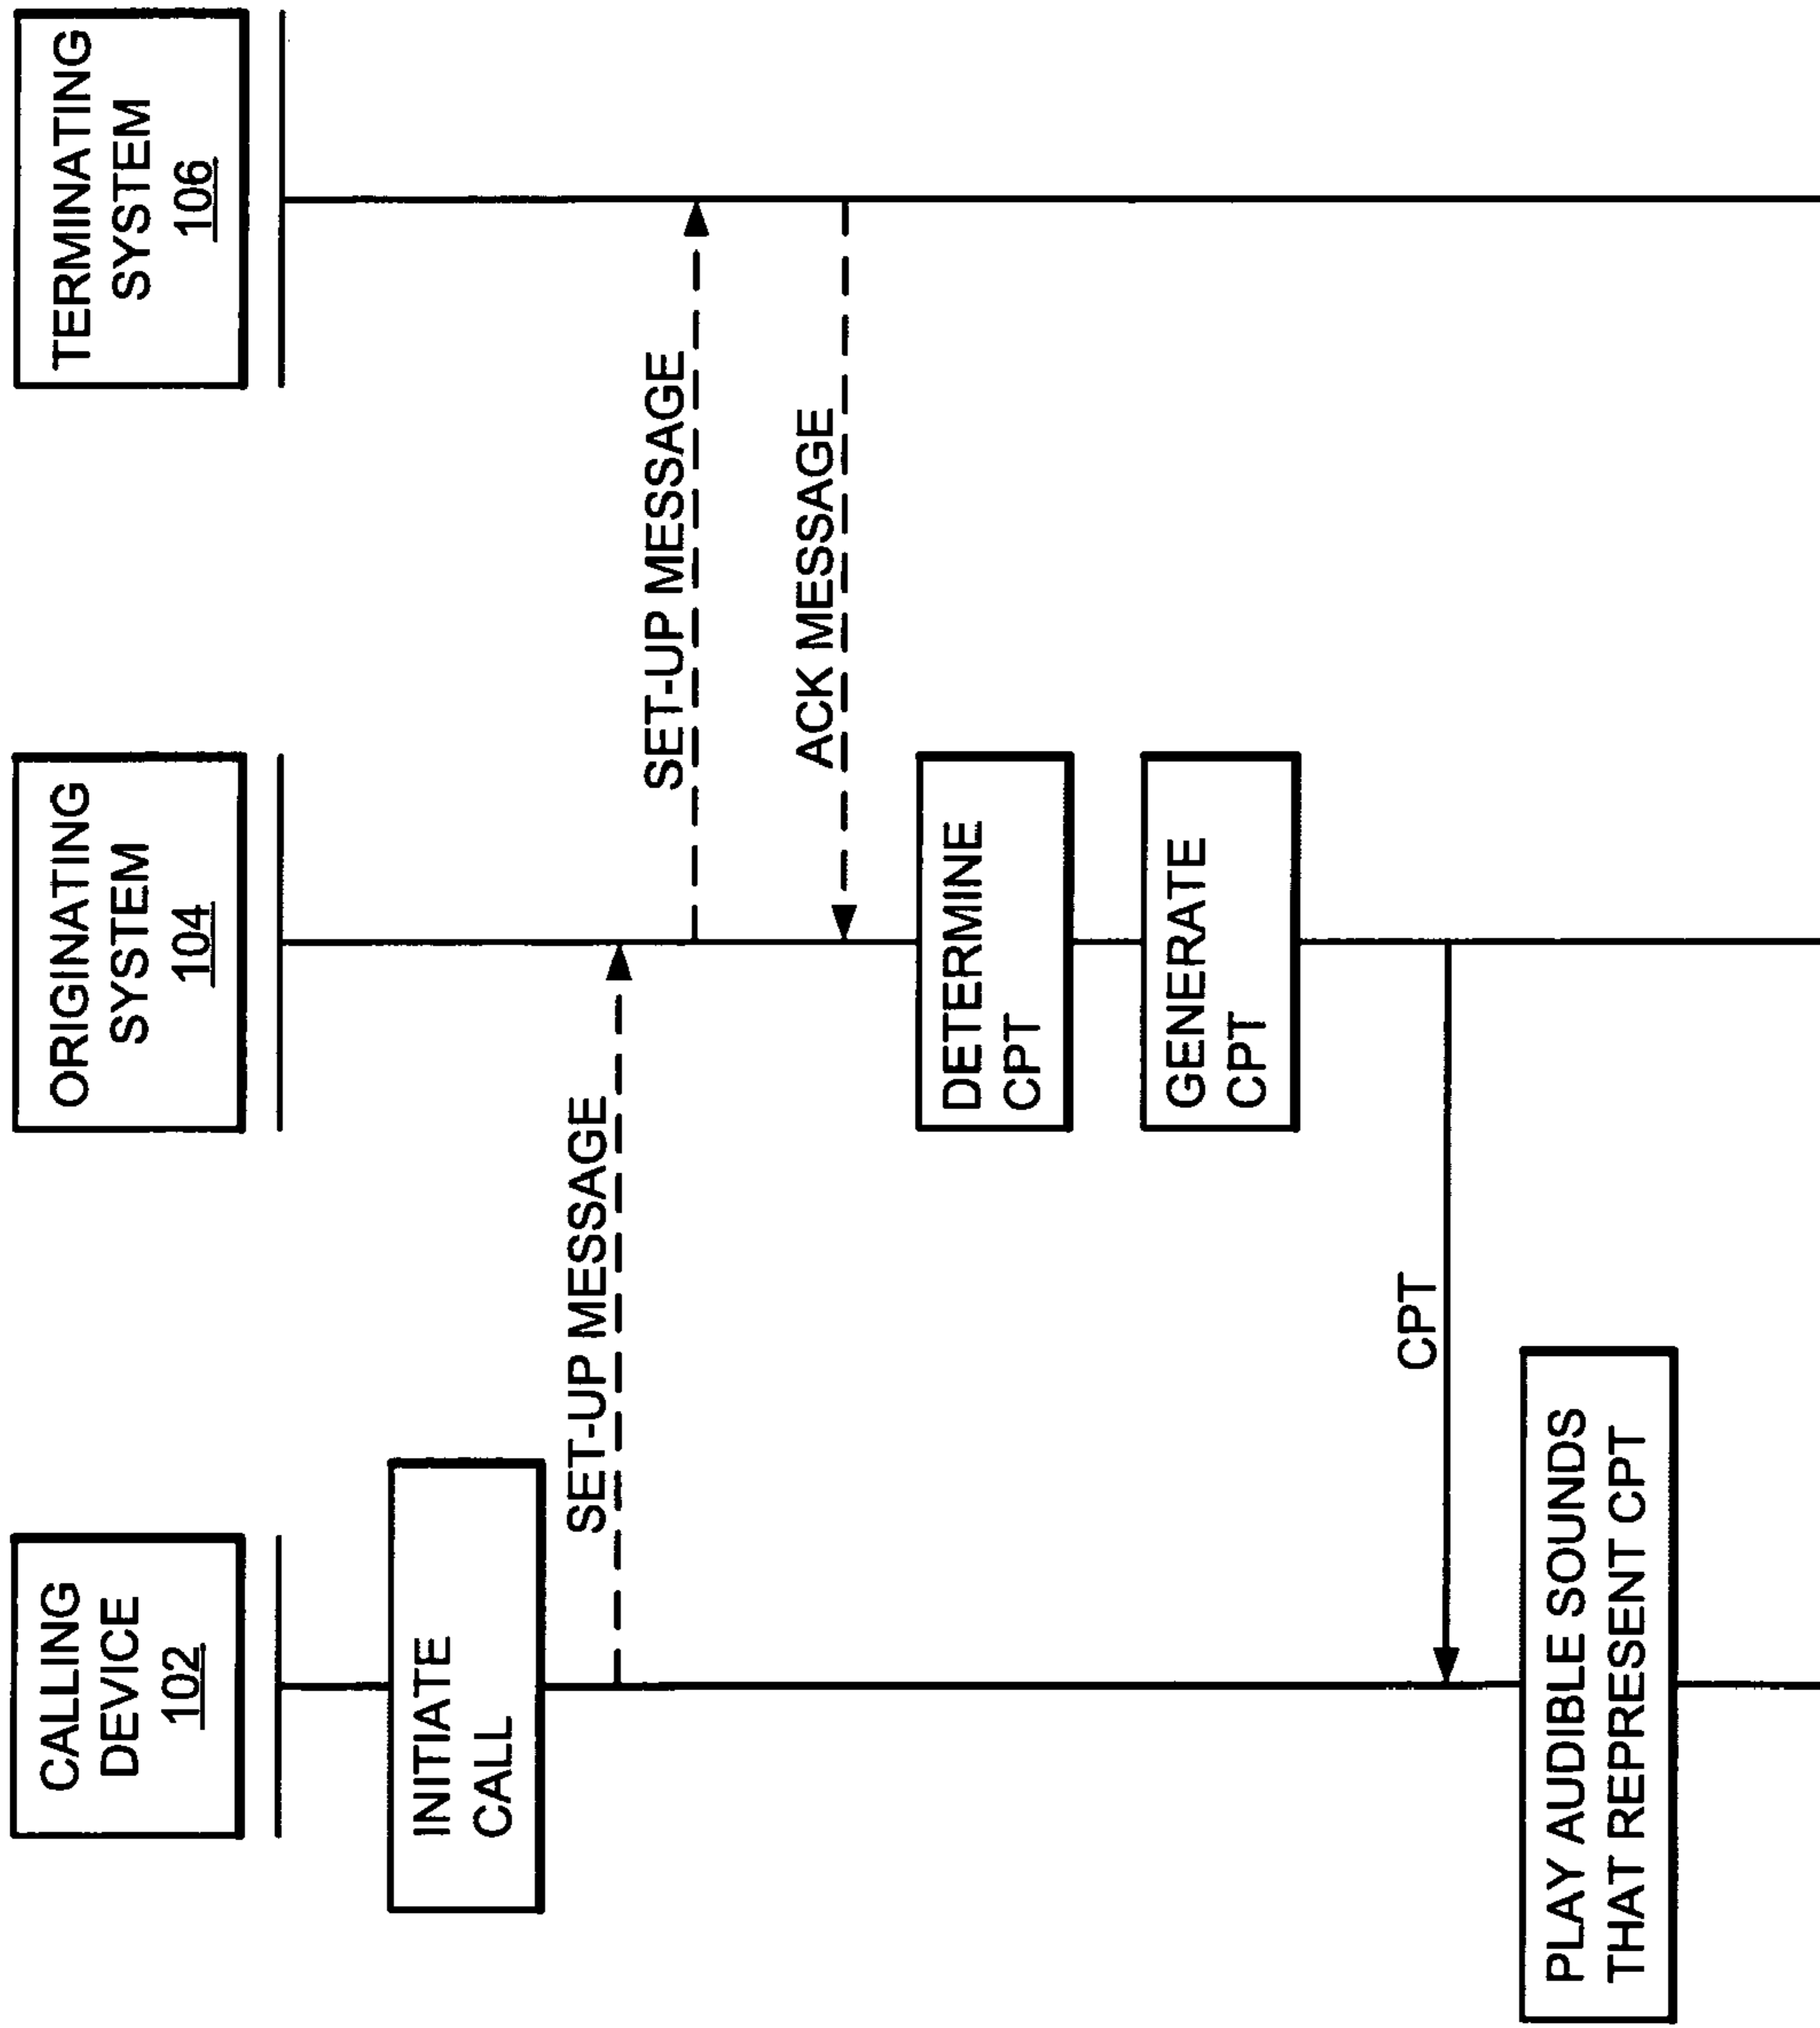 CALLING
DEVICE
102
ORIGINATING
SYSTEM
104
TERMINATING
SYSTEM
106
INITIATE
CALL
SET-UP MESSAGE
SET-UP MESSAGE
ACK MESSAGE
DETERMINE
CPT
GENERATE
CPT
CPT
PLAY AUDIBLE SOUNDS
THAT REPRESENT CPT